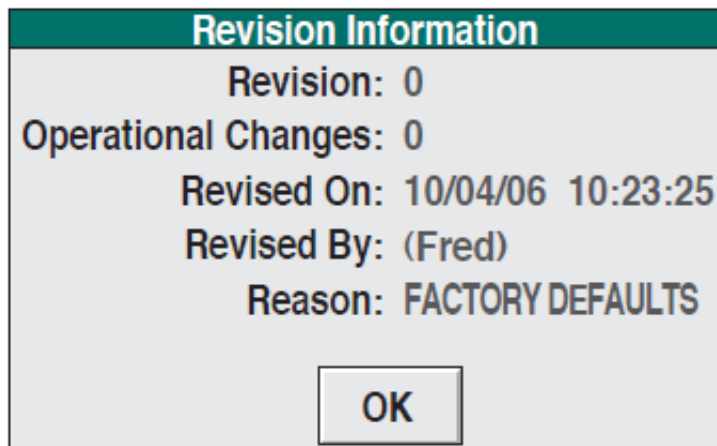 Revision Information
Revision: 0
Operational Changes: 0
Revised On: 10/04/06 10:23:25
Revised By: (Fred)
Reason: FACTORY DEFAULTS
OK